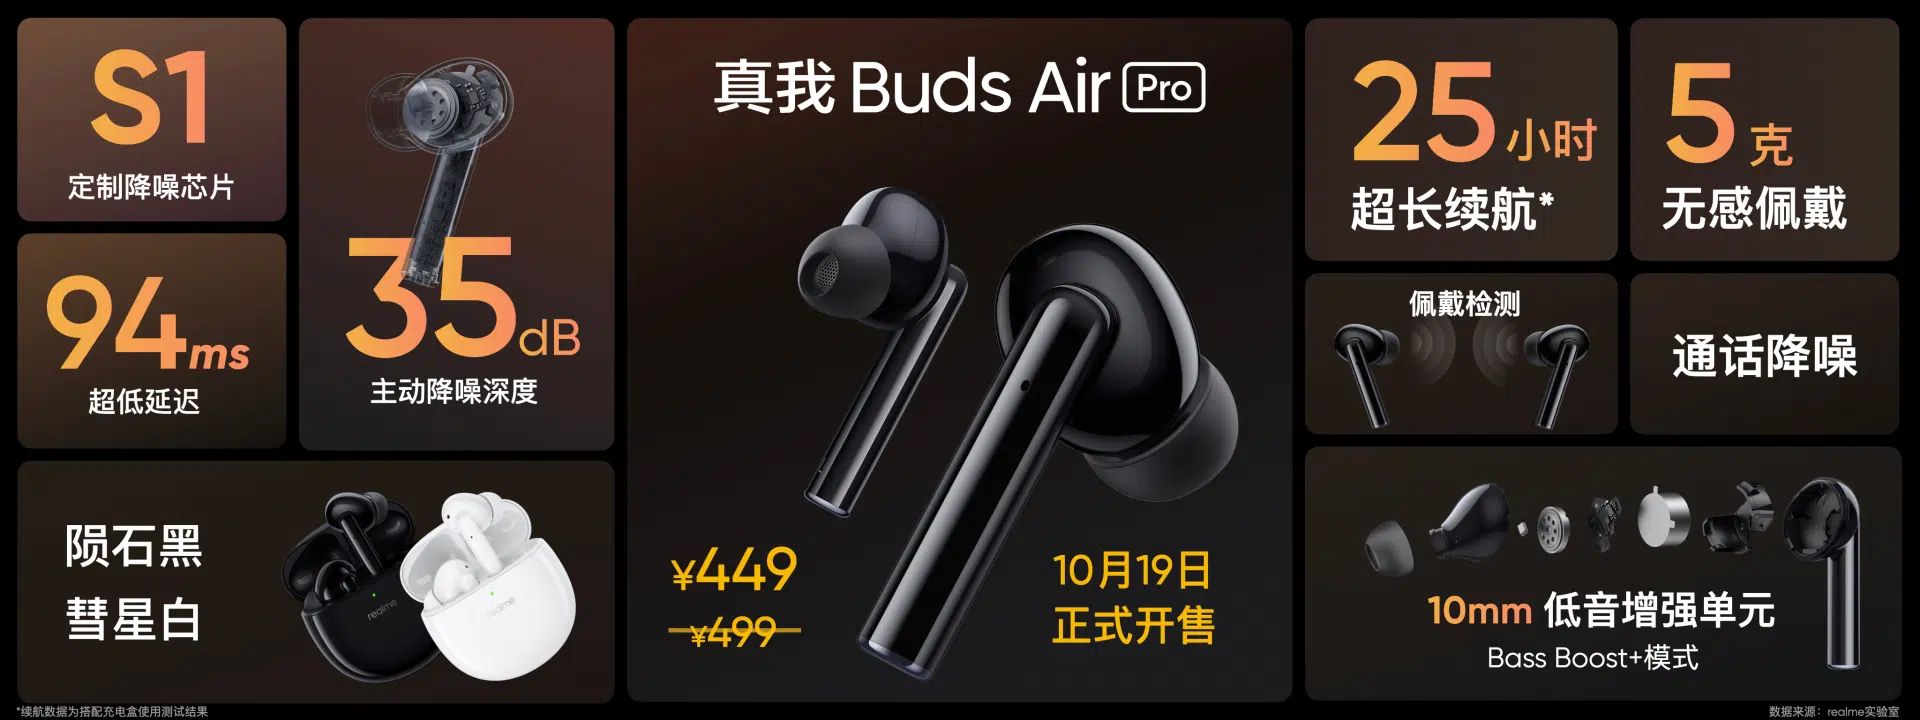 S1
定制降噪芯片
94ms
超低延迟
35dB
主动降噪深度
陨石黑
彗星白
realme
realme
真我 Buds Air Pro
¥449
¥499
10月19日
正式开售
25小时
超长续航*
5克
无感佩戴
佩戴检测
通话降噪
10mm 低音增强单元
Bass Boost+模式
*续航数据为搭配充电盒使用测试结果
数据来源：realme实验室